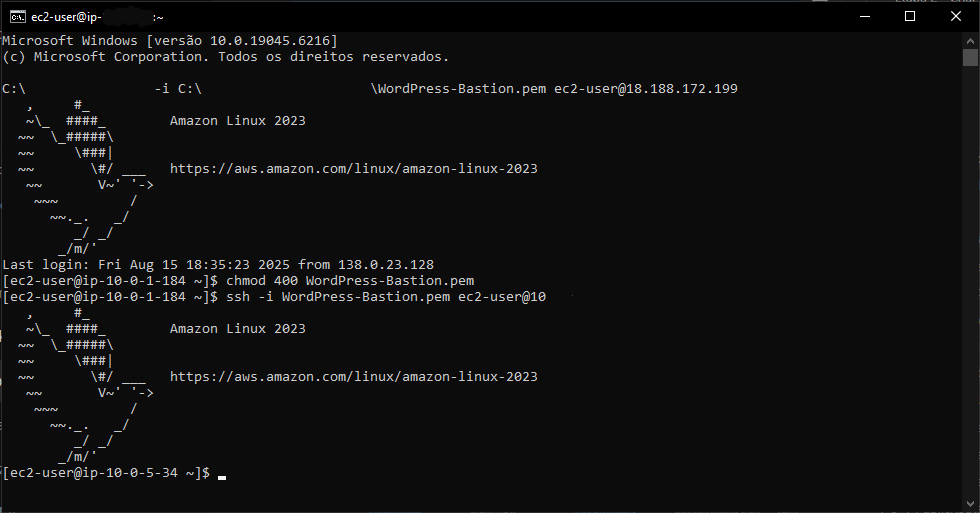 ec2-user@ip- :~
Microsoft Windows [versão 10.0.19045.6216]
(c) Microsoft Corporation. Todos os direitos reservados.
C:\ -i C:\ \WordPress-Bastion.pem ec2-user@18.188.172.199
   ,     #_
   ~\_  ####_        Amazon Linux 2023
  ~~  \_#####\
  ~~     \###|
  ~~       \#/ ___   https://aws.amazon.com/linux/amazon-linux-2023
   ~~       V~' '->
    ~~~         /
      ~~._.   _/
         _/ _/
       _/m/'
Last login: Fri Aug 15 18:35:23 2025 from 138.0.23.128
[ec2-user@ip-10-0-1-184 ~]$ chmod 400 WordPress-Bastion.pem
[ec2-user@ip-10-0-1-184 ~]$ ssh -i WordPress-Bastion.pem ec2-user@10
   ,     #_
   ~\_  ####_        Amazon Linux 2023
  ~~  \_#####\
  ~~     \###|
  ~~       \#/ ___   https://aws.amazon.com/linux/amazon-linux-2023
   ~~       V~' '->
    ~~~         /
      ~~._.   _/
         _/ _/
       _/m/'
[ec2-user@ip-10-0-5-34 ~]$